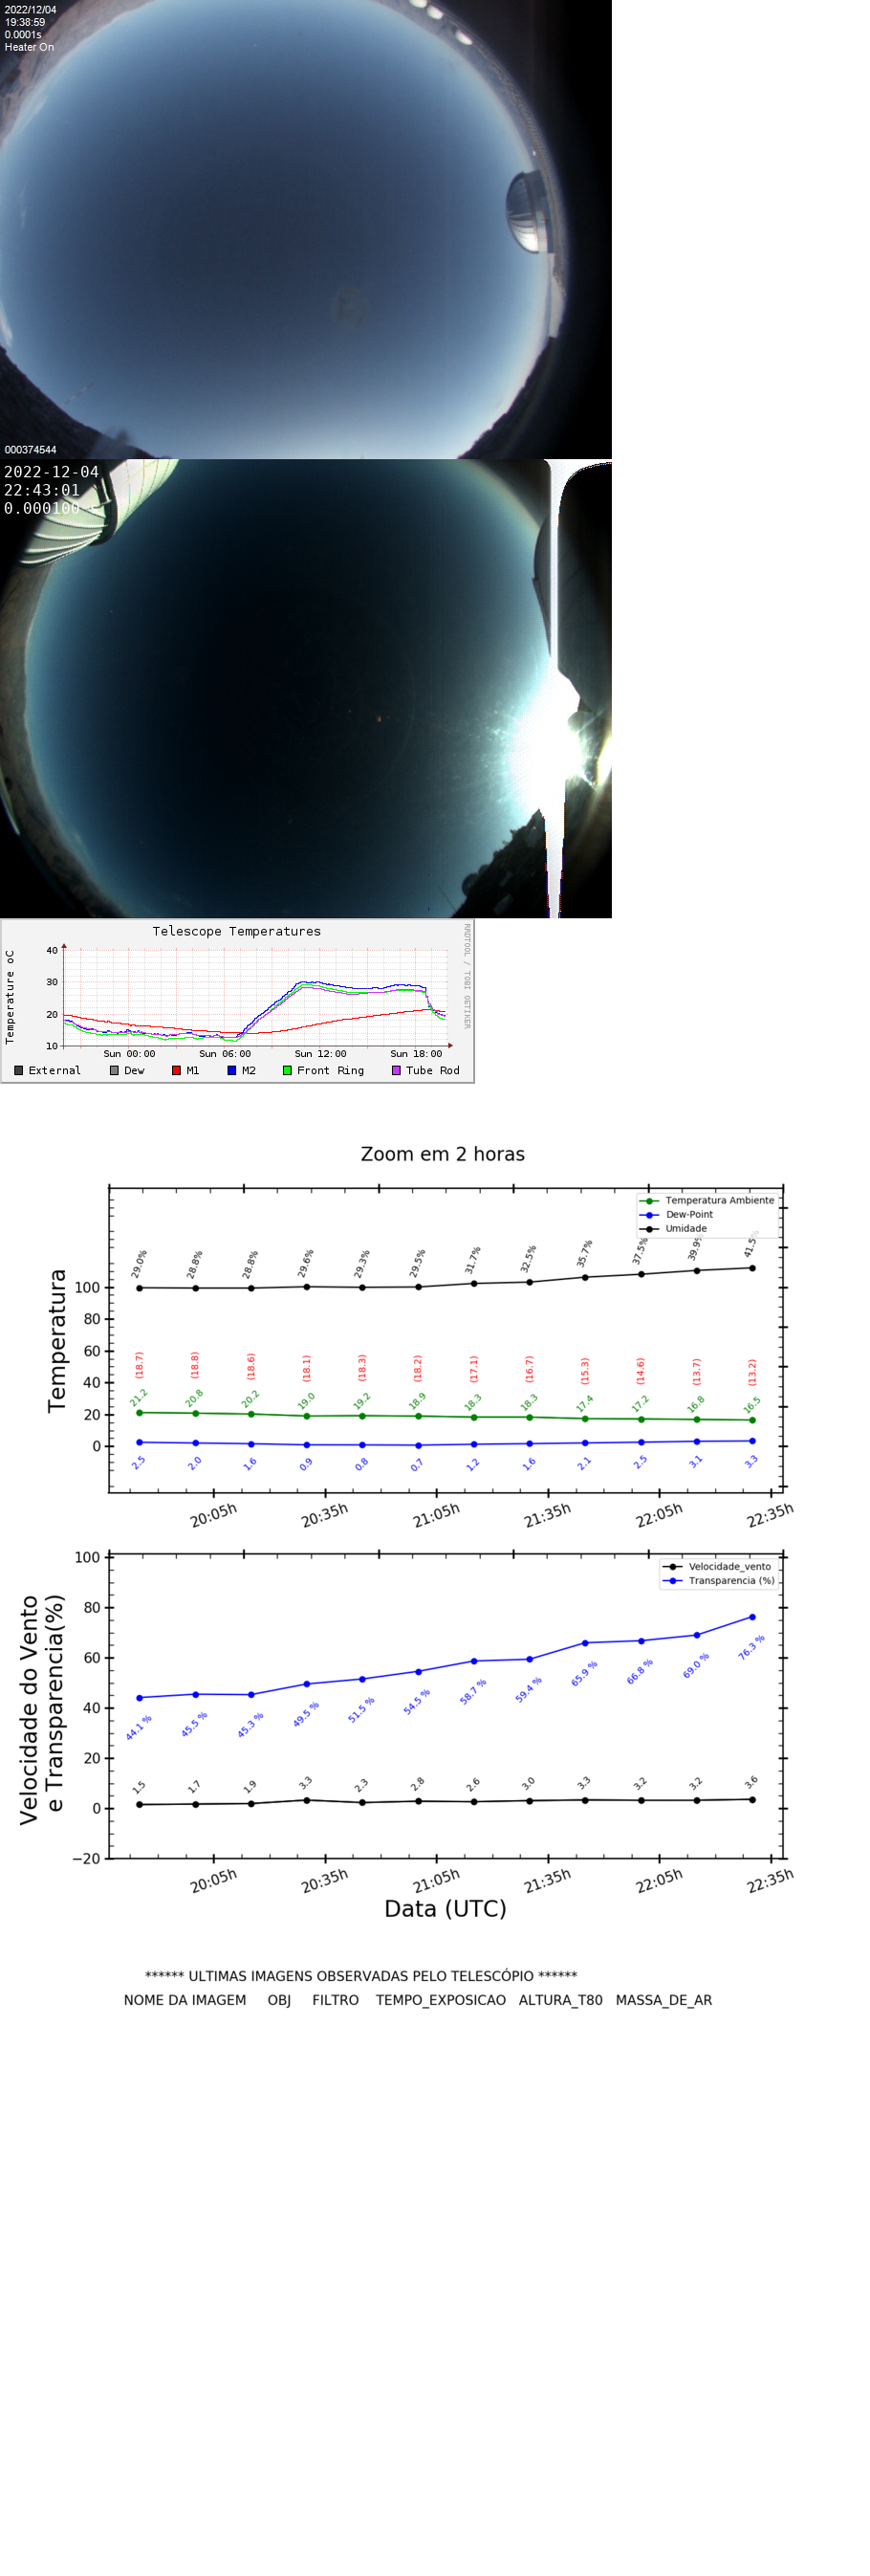 2022/12/04
19:38:59
0.0001s
Heater On
000374544
2022-12-04
22:43:01
0.000100
Telescope Temperatures
RRDTOOL / TOBI OETIKER
Temperature oC
40
30
20
10
Sun 00:00 Sun 06:00 Sun 12:00 Sun 18:00
External Dew M1 M2 Front Ring Tube Rod
Zoom em 2 horas
Temperatura Ambiente
Dew-Point
Umidade
Temperatura
29.0% 28.8% 28.8% 29.6% 29.3% 29.5% 31.7% 32.5% 35.7% 37.5% 39.9% 41.5%
100
80
60
40
20
0
(18.7) (18.8) (18.6) (18.1) (18.3) (18.2) (17.1) (16.7) (15.3) (14.6) (13.7) (13.2)
21.2 20.8 20.2 19.0 19.2 18.9 18.3 18.3 17.4 17.2 16.8 16.5
2.5 2.0 1.6 0.9 0.8 0.7 1.2 1.6 2.1 2.5 3.1 3.3
20:05h 20:35h 21:05h 21:35h 22:05h 22:35h
Velocidade_vento
Transparencia (%)
Velocidade do Vento
e Transparencia(%)
100
80
60
40
20
0
−20
44.1 % 45.5 % 45.3 % 49.5 % 51.5 % 54.5 % 58.7 % 59.4 % 65.9 % 66.8 % 69.0 % 76.3 %
1.5 1.7 1.9 3.3 2.3 2.8 2.6 3.0 3.3 3.2 3.2 3.6
20:05h 20:35h 21:05h 21:35h 22:05h 22:35h
Data (UTC)
****** ULTIMAS IMAGENS OBSERVADAS PELO TELESCÓPIO ******
NOME DA IMAGEM OBJ FILTRO TEMPO_EXPOSICAO ALTURA_T80 MASSA_DE_AR